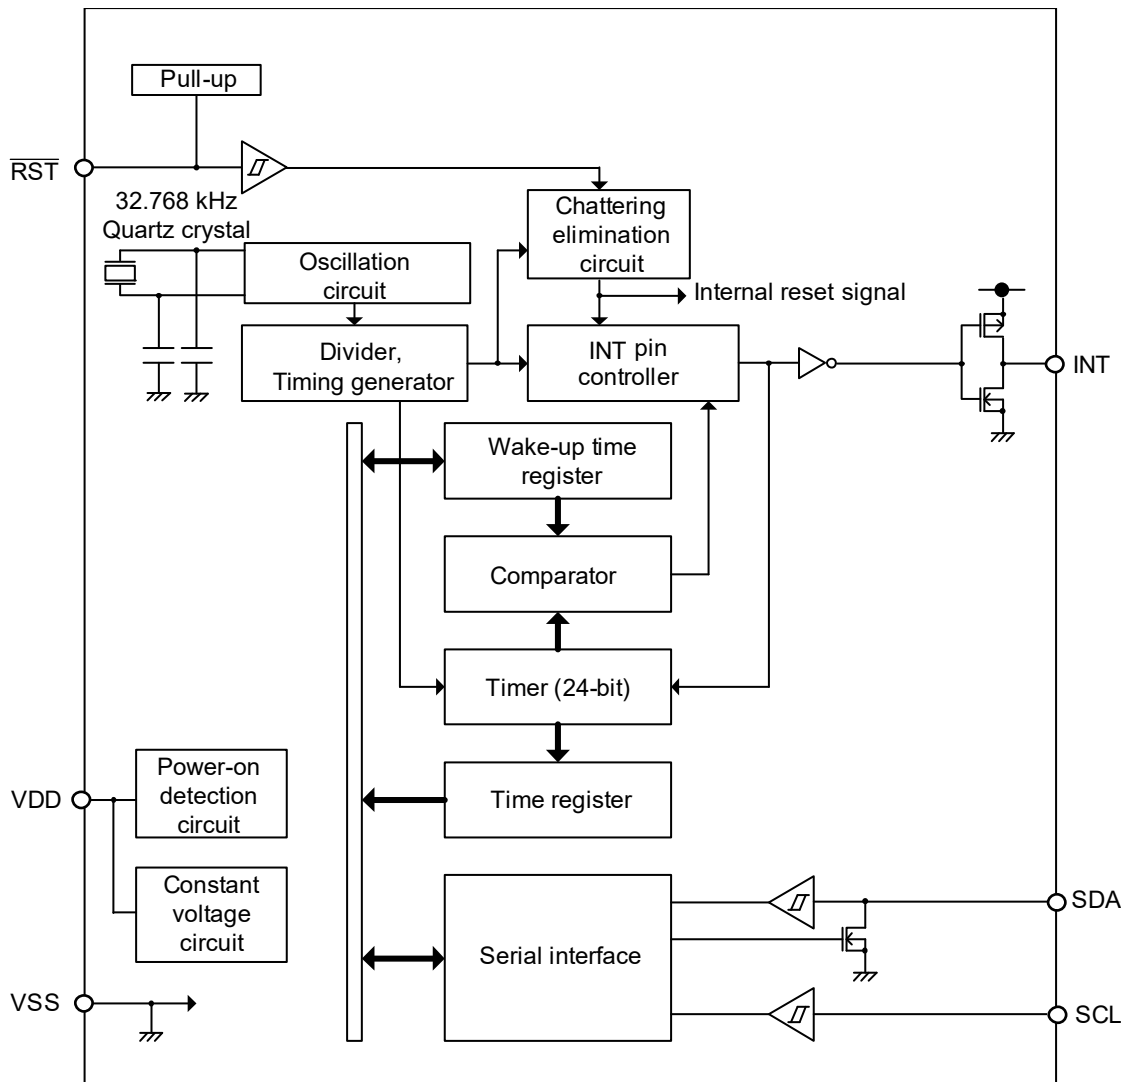 Pull-up
RST
32.768 kHz
Quartz crystal
Chattering
elimination
circuit
Oscillation
circuit
Internal reset signal
Divider,
Timing generator
INT pin
controller
INT
Wake-up time
register
Comparator
Timer (24-bit)
Power-on
detection
circuit
VDD
Time register
Constant
voltage
circuit
SDA
Serial interface
VSS
SCL